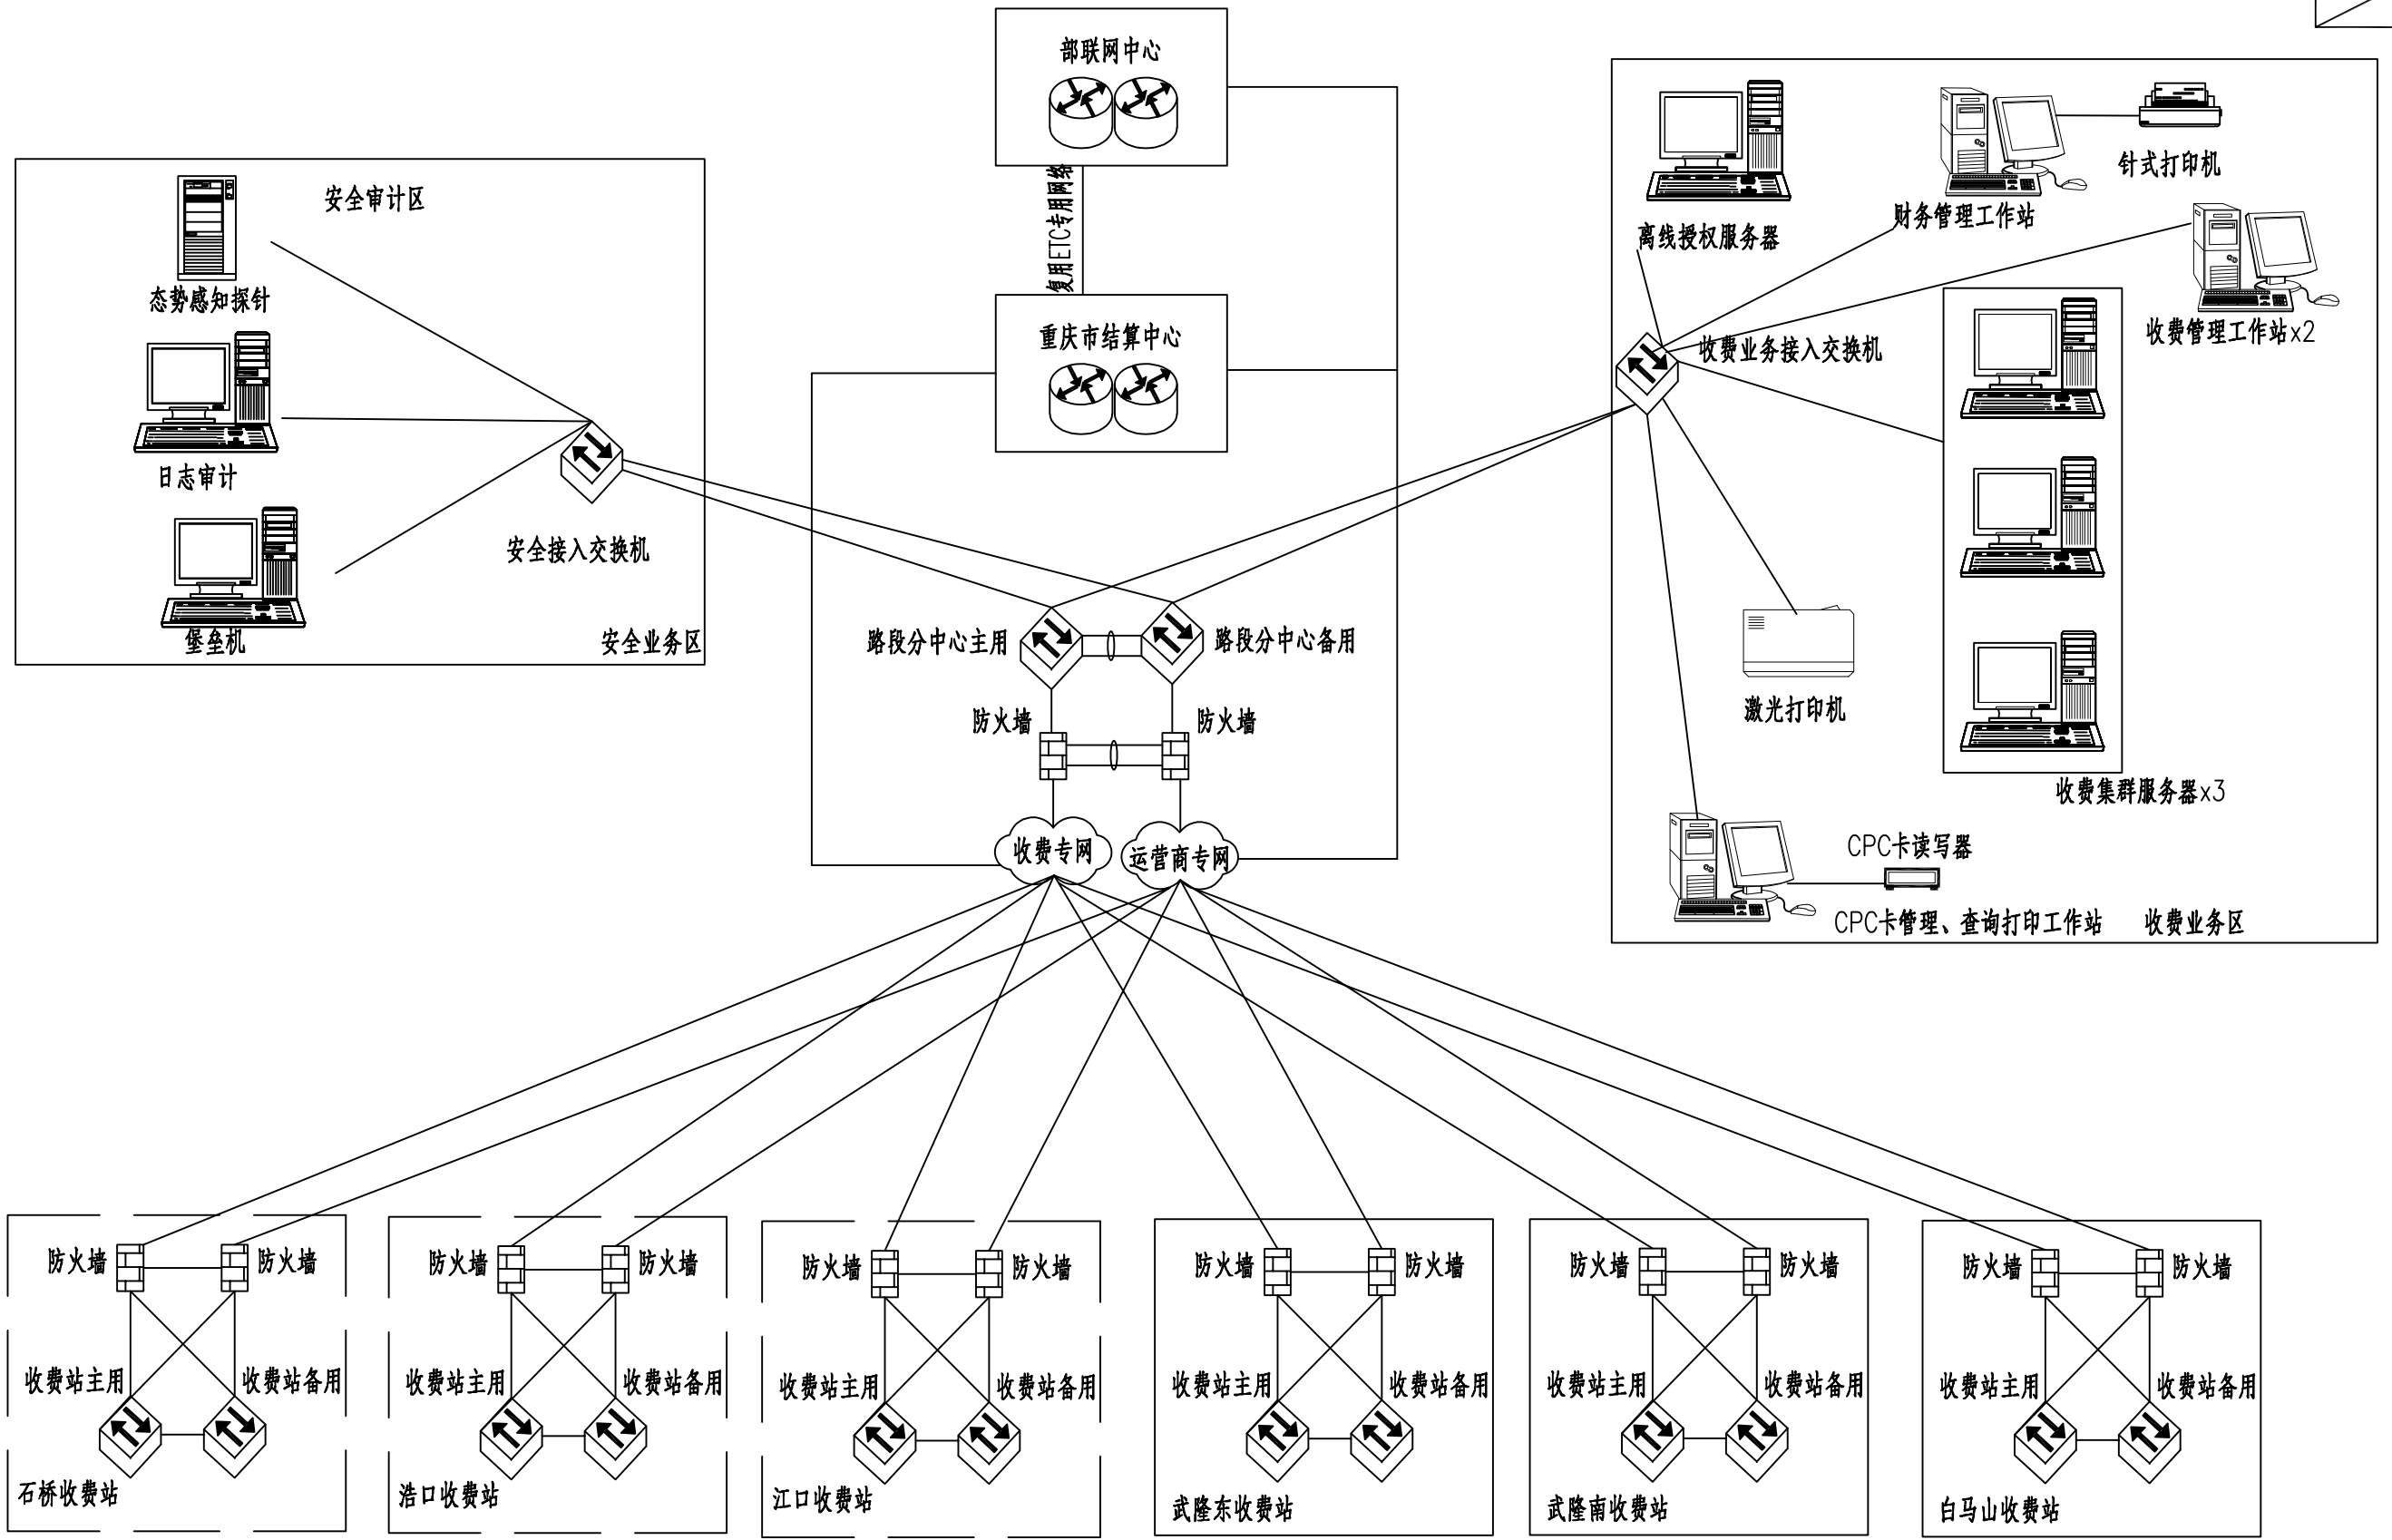 部联网中心
复用ETC专用网络
重庆市结算中心
安全审计区
态势感知探针
日志审计
堡垒机
安全接入交换机
安全业务区
离线授权服务器
财务管理工作站
针式打印机
收费管理工作站x2
收费业务接入交换机
激光打印机
收费集群服务器x3
CPC卡读写器
CPC卡管理、查询打印工作站
收费业务区
路段分中心主用
路段分中心备用
防火墙
防火墙
收费专网
运营商专网
防火墙
防火墙
收费站主用
收费站备用
石桥收费站
防火墙
防火墙
收费站主用
收费站备用
浩口收费站
防火墙
防火墙
收费站主用
收费站备用
江口收费站
防火墙
防火墙
收费站主用
收费站备用
武隆东收费站
防火墙
防火墙
收费站主用
收费站备用
武隆南收费站
防火墙
防火墙
收费站主用
收费站备用
白马山收费站